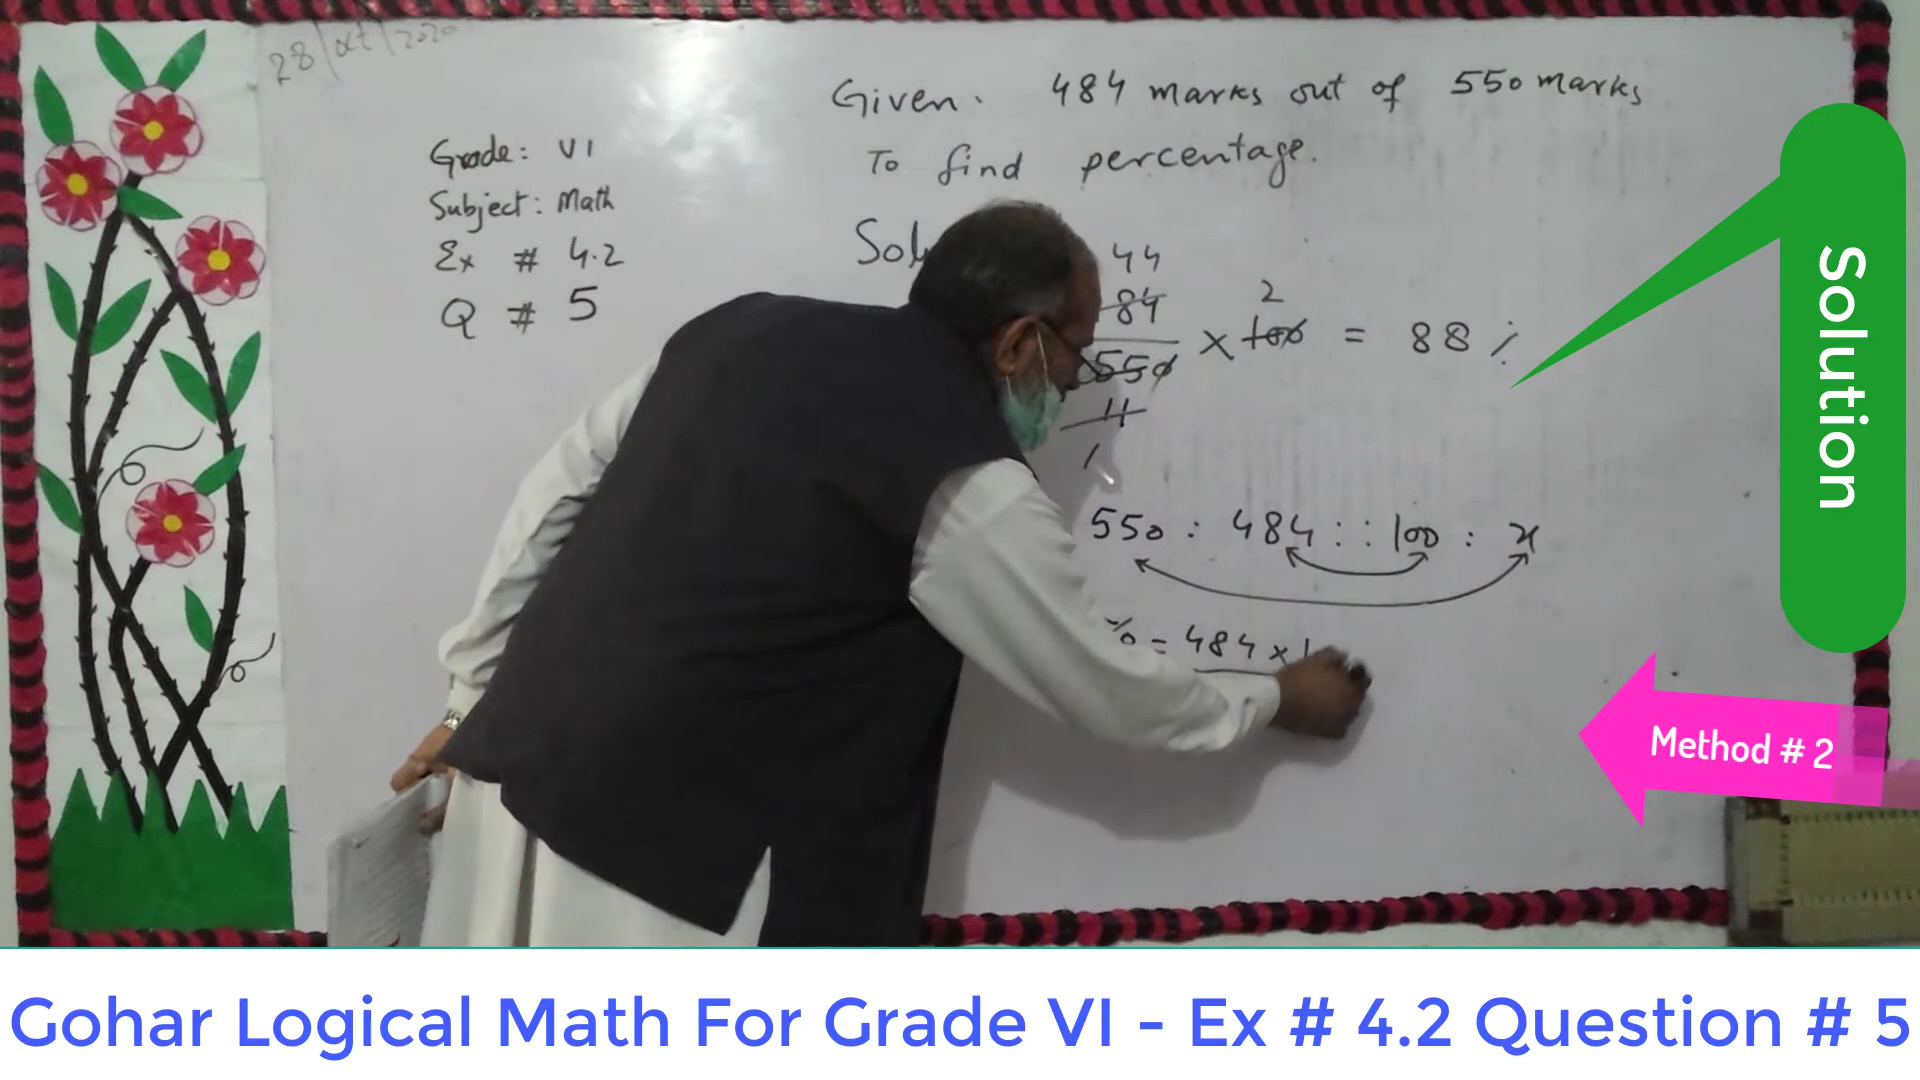 28/oct/2020
Given. 484 marks out of 550 marks
To find percentage.
Grade: VI
Subject: Math
Ex # 4.2
Q # 5
44
84
550
11
1
× 100 = 88 %
2
550 : 484 :: 100 : x
% = 484 ×
Solution
Method # 2
Gohar Logical Math For Grade VI - Ex # 4.2 Question # 5